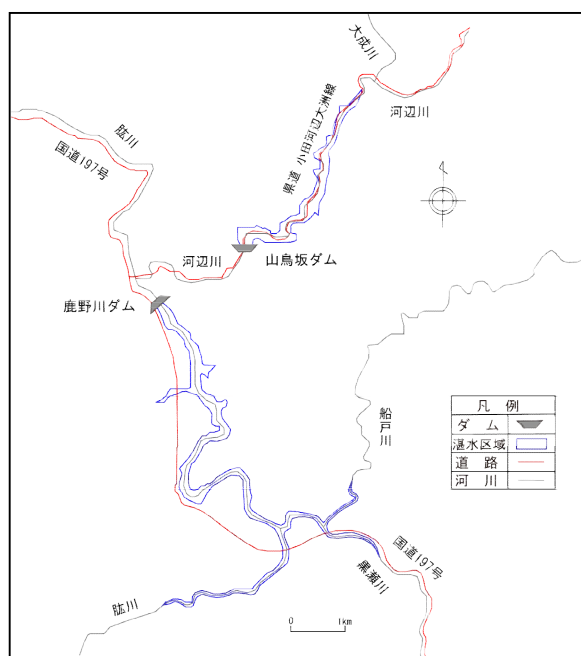 大成川
河辺川
県道 小田河辺大洲線
肱川
国道197号
河辺川
山鳥坂ダム
鹿野川ダム
船戸川
凡 例
ダ ム
湛水区域
道 路
河 川
国道197号
黒瀬川
肱川
0 1km